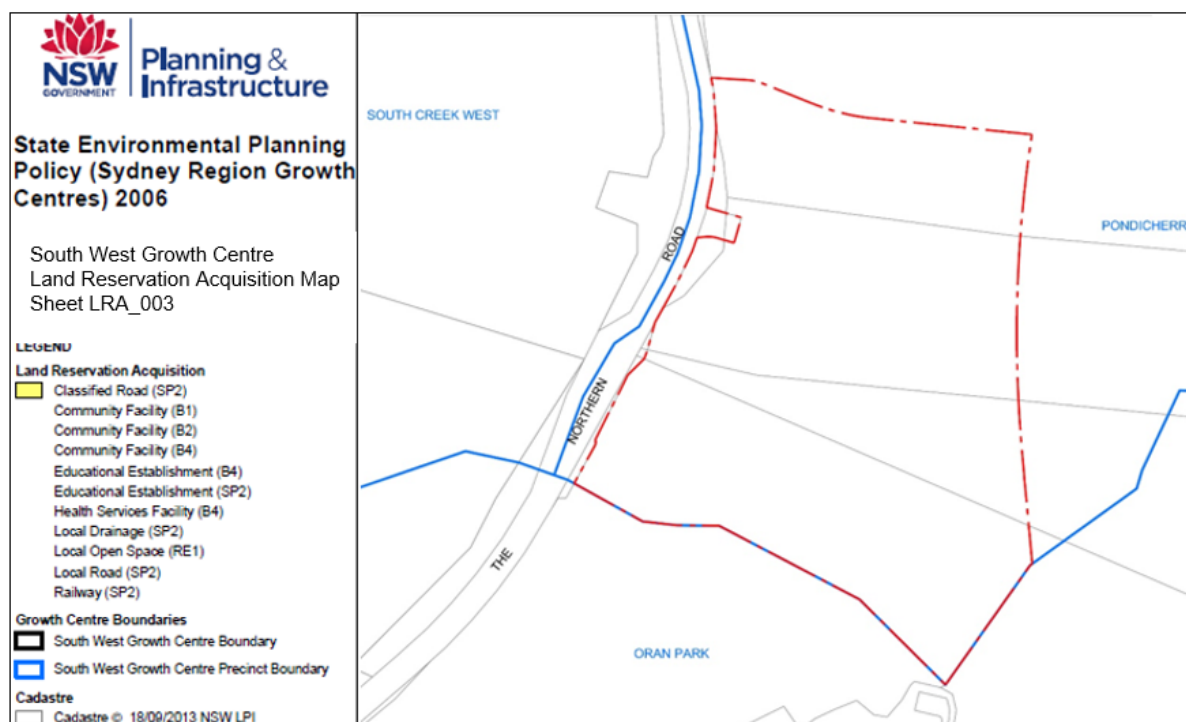 NSW
GOVERNMENT
Planning &
Infrastructure
State Environmental Planning
Policy (Sydney Region Growth
Centres) 2006
South West Growth Centre
Land Reservation Acquisition Map
Sheet LRA_003
LEGEND
Land Reservation Acquisition
Classified Road (SP2)
Community Facility (B1)
Community Facility (B2)
Community Facility (B4)
Educational Establishment (B4)
Educational Establishment (SP2)
Health Services Facility (B4)
Local Drainage (SP2)
Local Open Space (RE1)
Local Road (SP2)
Railway (SP2)
Growth Centre Boundaries
South West Growth Centre Boundary
South West Growth Centre Precinct Boundary
Cadastre
Cadastre © 18/09/2013 NSW LPI
SOUTH CREEK WEST
PONDICHERR
ROAD
NORTHERN
THE
ORAN PARK